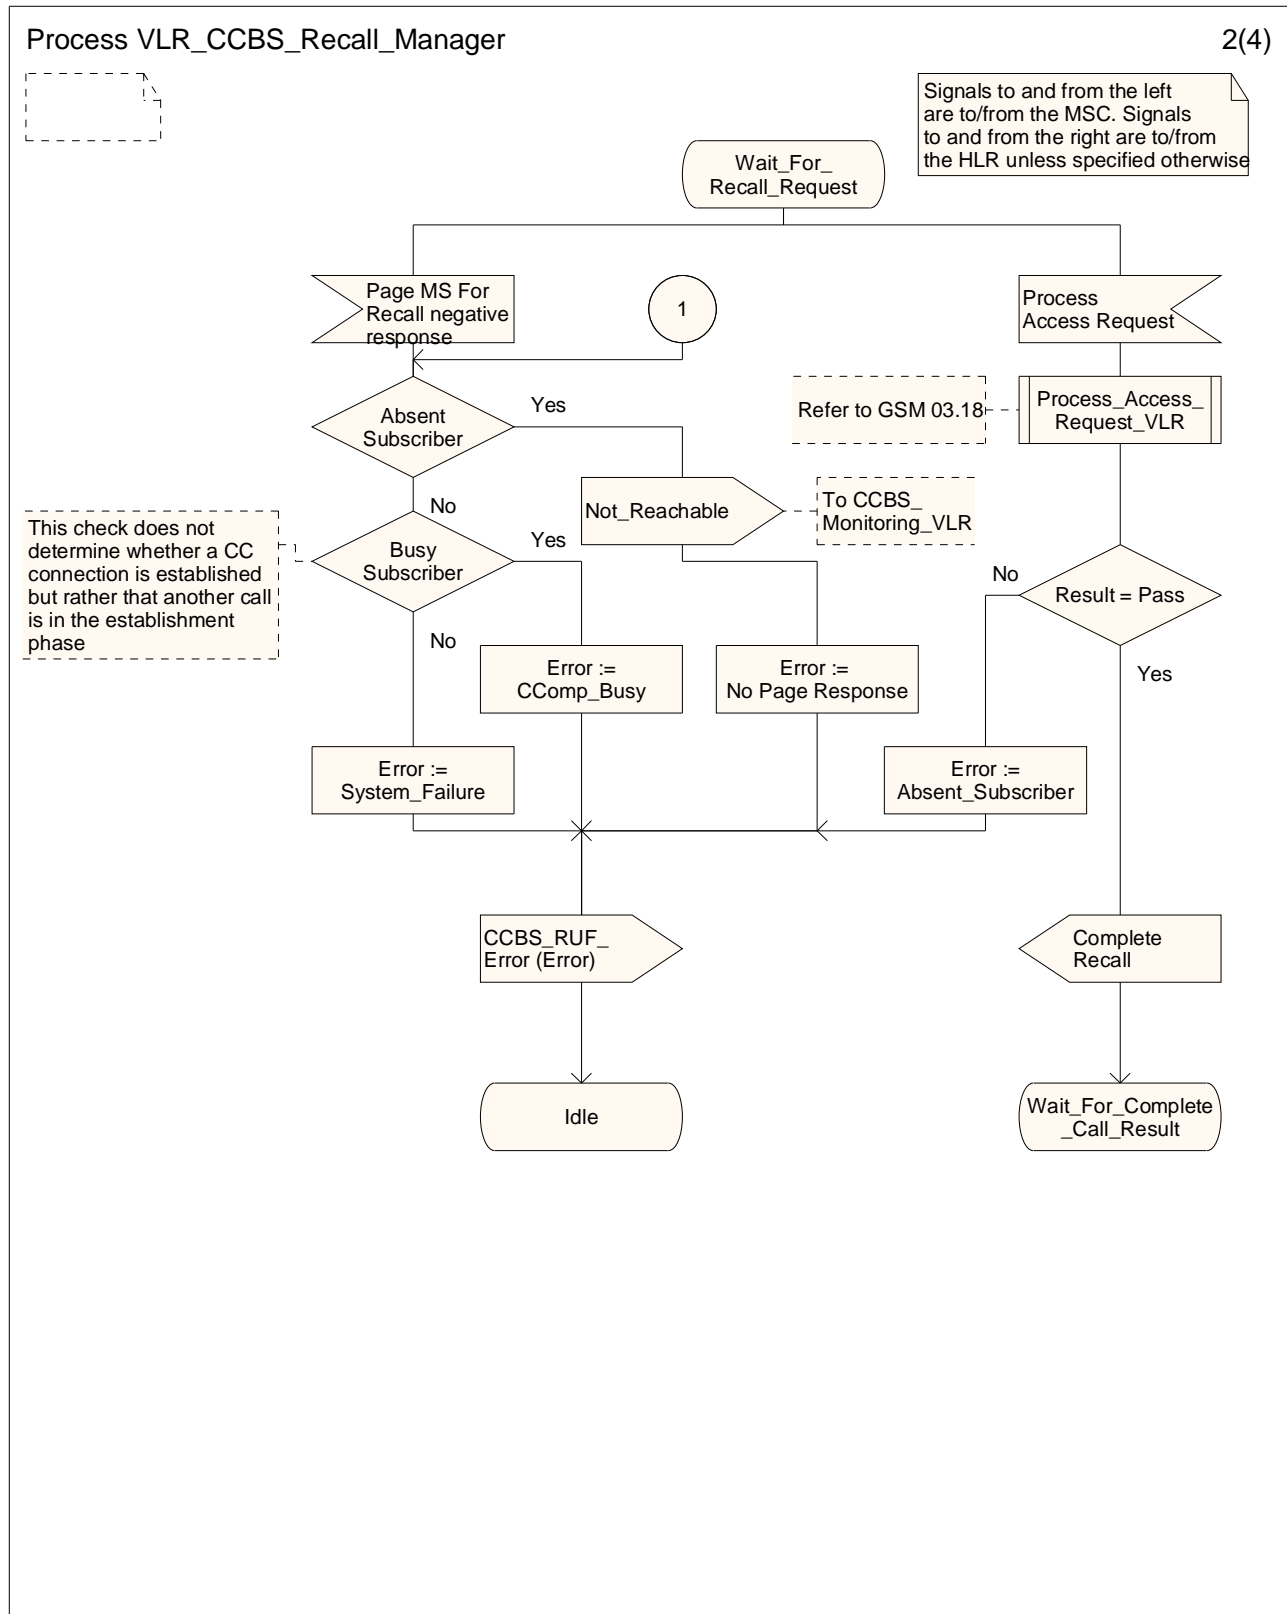 Process VLR_CCBS_Recall_Manager
2(4)
Signals to and from the left
are to/from the MSC. Signals
to and from the right are to/from
the HLR unless specified otherwise
Wait_For_
Recall_Request
Page MS For
Recall negative
response
1
Process
Access Request
Absent
Subscriber
Yes
No
Refer to GSM 03.18
Process_Access_
Request_VLR
Not_Reachable
To CCBS_
Monitoring_VLR
This check does not
determine whether a CC
connection is established
but rather that another call
is in the establishment
phase
Busy
Subscriber
Yes
No
No
Result = Pass
Yes
Error :=
CComp_Busy
Error :=
No Page Response
Error :=
System_Failure
Error :=
Absent_Subscriber
CCBS_RUF_
Error (Error)
Complete
Recall
Idle
Wait_For_Complete
_Call_Result